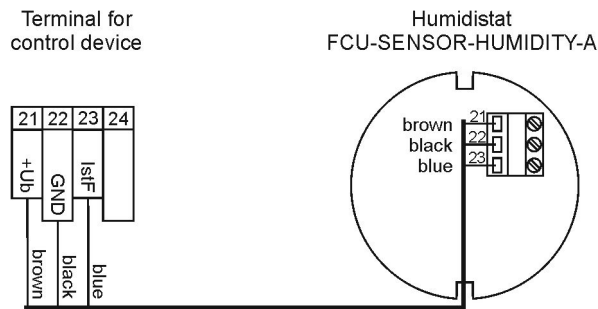 Terminal for
control device
Humidistat
FCU-SENSOR-HUMIDITY-A
21 22 23 24
+Ub GND IstF
brown black blue
brown 21
black 22
blue 23